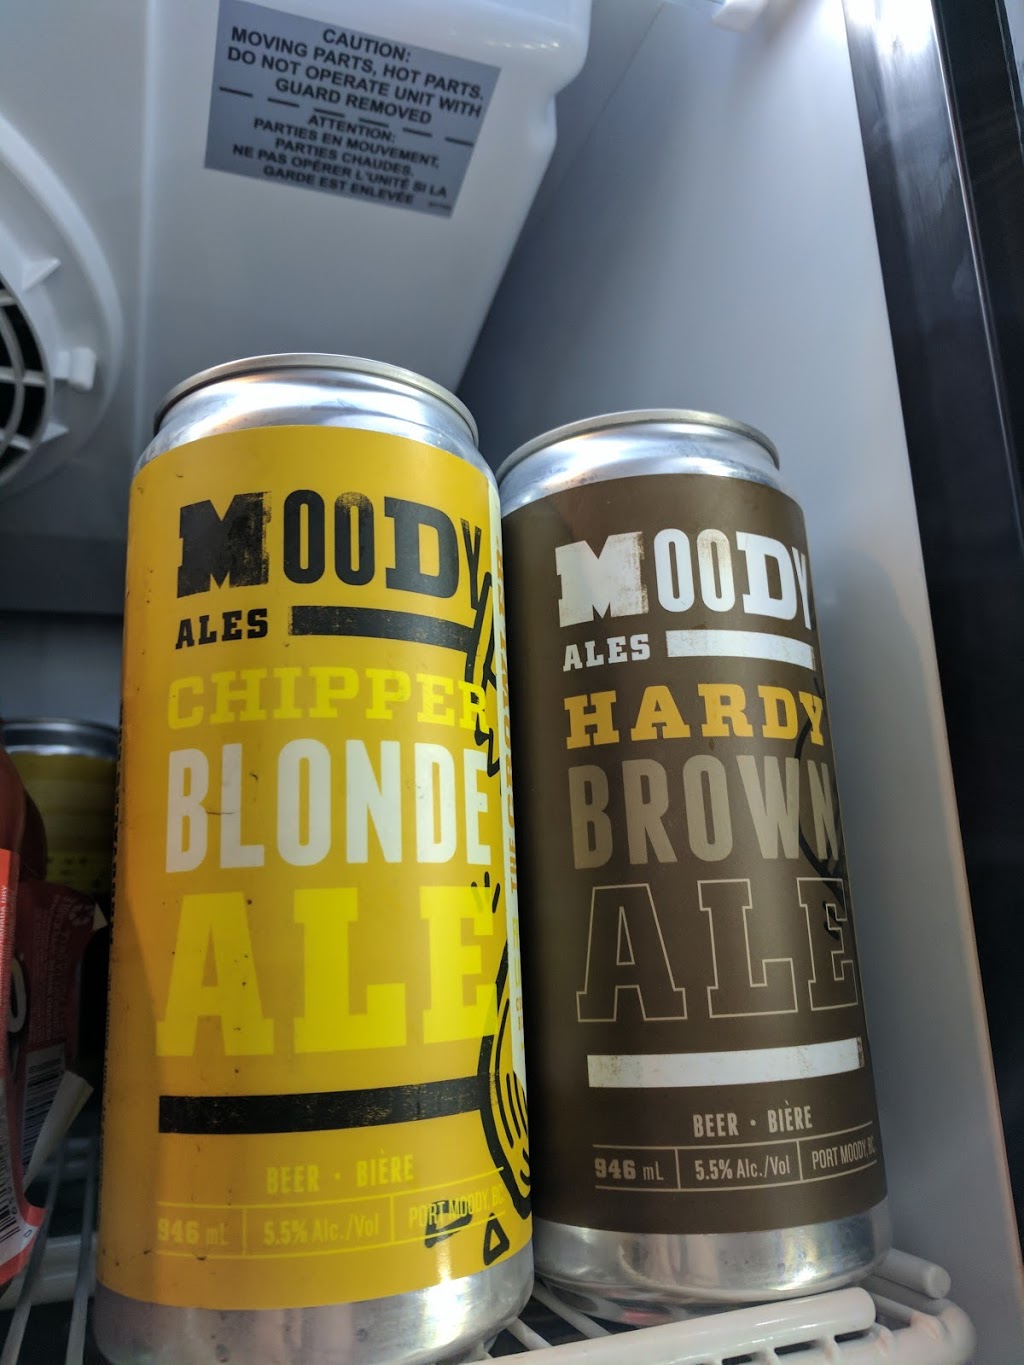 CAUTION:
MOVING PARTS, HOT PARTS,
DO NOT OPERATE UNIT WITH
GUARD REMOVED
ATTENTION:
PARTIES EN MOUVEMENT,
PARTIES CHAUDES.
NE PAS OPÉRER L'UNITÉ SI LA
GARDE EST ENLEVÉE
MOODY
ALES
CHIPPER
BLONDE
ALE
BEER · BIÈRE
946 mL
5.5% Alc./Vol
PORT MOODY, BC
MOODY
ALES
HARDY
BROWN
ALE
BEER · BIÈRE
946 mL
5.5% Alc./Vol
PORT MOODY, BC